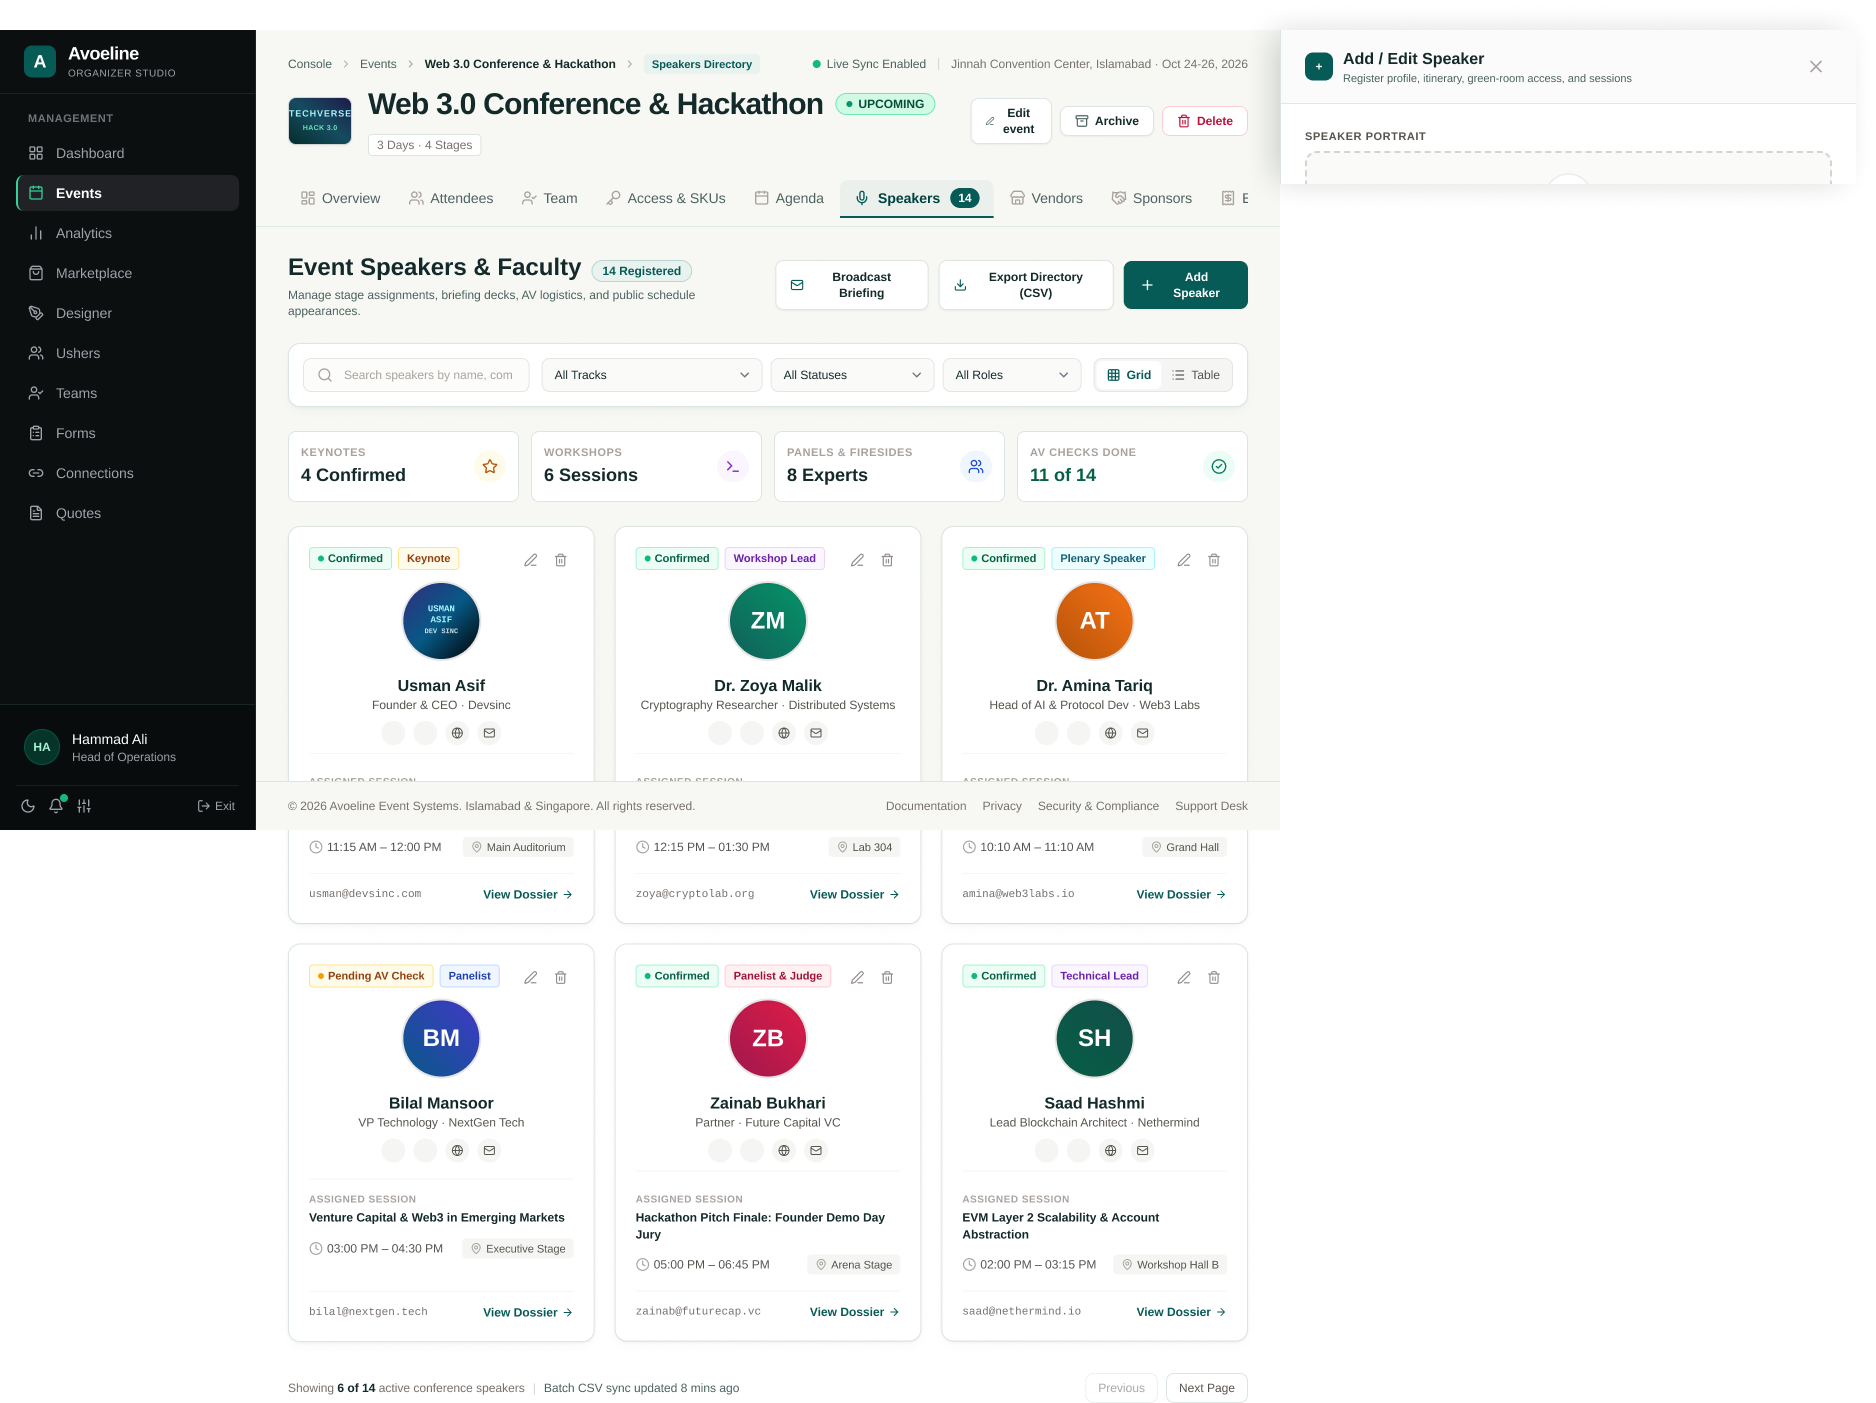 A
Avoeline
ORGANIZER STUDIO
MANAGEMENT
Dashboard
Events
Analytics
Marketplace
Designer
Ushers
Teams
Forms
Connections
Quotes
HA
Hammad Ali
Head of Operations
Exit
Console
Events
Web 3.0 Conference & Hackathon
Speakers Directory
Live Sync Enabled
Jinnah Convention Center, Islamabad · Oct 24-26, 2026
TECHVERSE
HACK 3.0
Web 3.0 Conference & Hackathon
UPCOMING
3 Days · 4 Stages
Edit
event
Archive
Delete
Overview
Attendees
Team
Access & SKUs
Agenda
Speakers
14
Vendors
Sponsors
Event Speakers & Faculty
14 Registered
Manage stage assignments, briefing decks, AV logistics, and public schedule
appearances.
Broadcast
Briefing
Export Directory
(CSV)
Add
Speaker
Search speakers by name, com
All Tracks
All Statuses
All Roles
Grid
Table
KEYNOTES
4 Confirmed
WORKSHOPS
6 Sessions
PANELS & FIRESIDES
8 Experts
AV CHECKS DONE
11 of 14
Confirmed
Keynote
USMAN
ASIF
DEV SINC
Usman Asif
Founder & CEO · Devsinc
ASSIGNED SESSION
11:15 AM – 12:00 PM
Main Auditorium
usman@devsinc.com
View Dossier
Confirmed
Workshop Lead
ZM
Dr. Zoya Malik
Cryptography Researcher · Distributed Systems
ASSIGNED SESSION
12:15 PM – 01:30 PM
Lab 304
zoya@cryptolab.org
View Dossier
Confirmed
Plenary Speaker
AT
Dr. Amina Tariq
Head of AI & Protocol Dev · Web3 Labs
ASSIGNED SESSION
10:10 AM – 11:10 AM
Grand Hall
amina@web3labs.io
View Dossier
© 2026 Avoeline Event Systems. Islamabad & Singapore. All rights reserved.
Documentation
Privacy
Security & Compliance
Support Desk
Pending AV Check
Panelist
BM
Bilal Mansoor
VP Technology · NextGen Tech
ASSIGNED SESSION
Venture Capital & Web3 in Emerging Markets
03:00 PM – 04:30 PM
Executive Stage
bilal@nextgen.tech
View Dossier
Confirmed
Panelist & Judge
ZB
Zainab Bukhari
Partner · Future Capital VC
ASSIGNED SESSION
Hackathon Pitch Finale: Founder Demo Day
Jury
05:00 PM – 06:45 PM
Arena Stage
zainab@futurecap.vc
View Dossier
Confirmed
Technical Lead
SH
Saad Hashmi
Lead Blockchain Architect · Nethermind
ASSIGNED SESSION
EVM Layer 2 Scalability & Account
Abstraction
02:00 PM – 03:15 PM
Workshop Hall B
saad@nethermind.io
View Dossier
Showing 6 of 14 active conference speakers
Batch CSV sync updated 8 mins ago
Previous
Next Page
Add / Edit Speaker
Register profile, itinerary, green-room access, and sessions
SPEAKER PORTRAIT